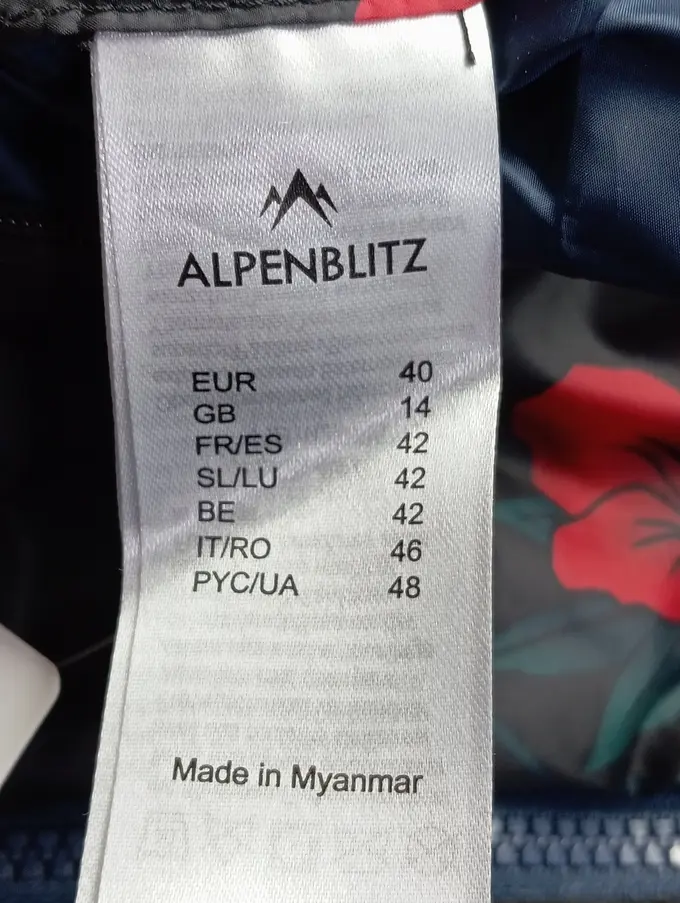 ALPENBLITZ
EUR 40
GB 14
FR/ES 42
SL/LU 42
BE 42
IT/RO 46
PYC/UA 48
Made in Myanmar